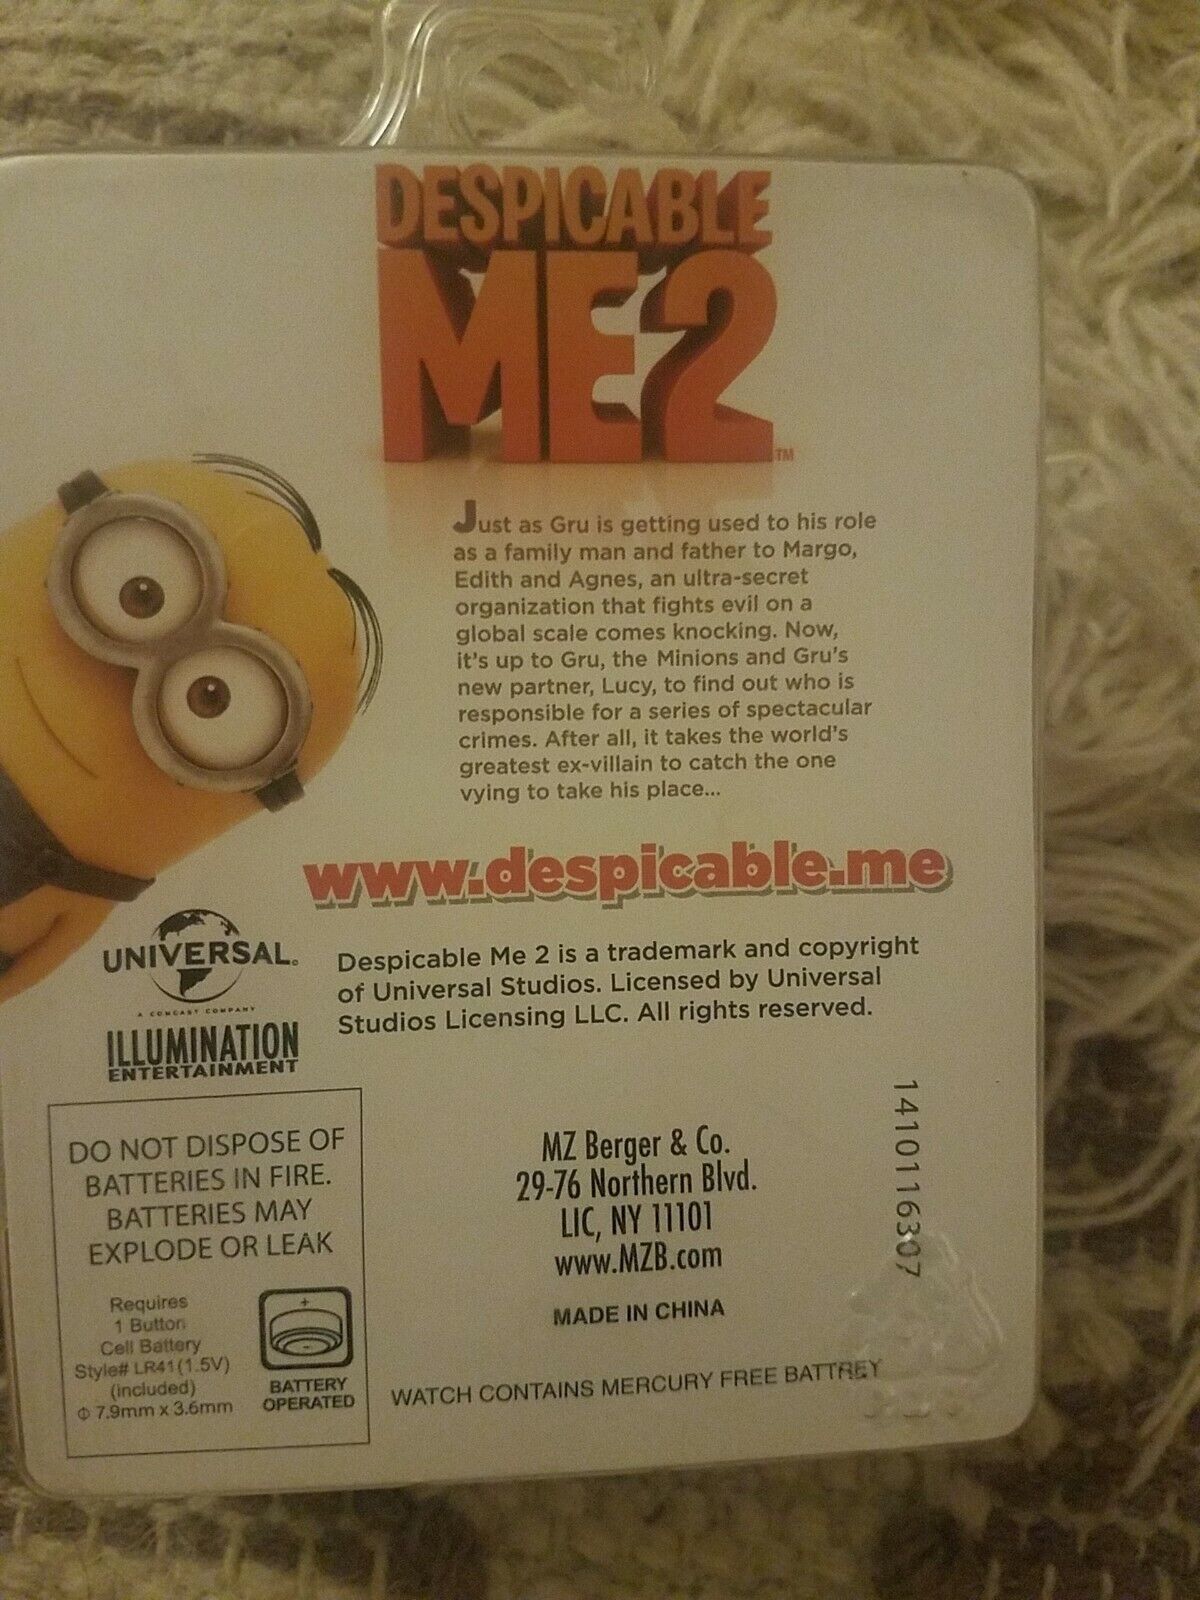 DESPICABLE
ME2™
Just as Gru is getting used to his role
as a family man and father to Margo,
Edith and Agnes, an ultra-secret
organization that fights evil on a
global scale comes knocking. Now,
it's up to Gru, the Minions and Gru's
new partner, Lucy, to find out who is
responsible for a series of spectacular
crimes. After all, it takes the world's
greatest ex-villain to catch the one
vying to take his place...
www.despicable.me
UNIVERSAL®
A COMCAST COMPANY
ILLUMINATION
ENTERTAINMENT
Despicable Me 2 is a trademark and copyright
of Universal Studios. Licensed by Universal
Studios Licensing LLC. All rights reserved.
DO NOT DISPOSE OF
BATTERIES IN FIRE.
BATTERIES MAY
EXPLODE OR LEAK
Requires
1 Button
Cell Battery
Style# LR41(1.5V)
(included)
Φ 7.9mm x 3.6mm
+
-
BATTERY
OPERATED
MZ Berger & Co.
29-76 Northern Blvd.
LIC, NY 11101
www.MZB.com
MADE IN CHINA
WATCH CONTAINS MERCURY FREE BATTREY
1410116307